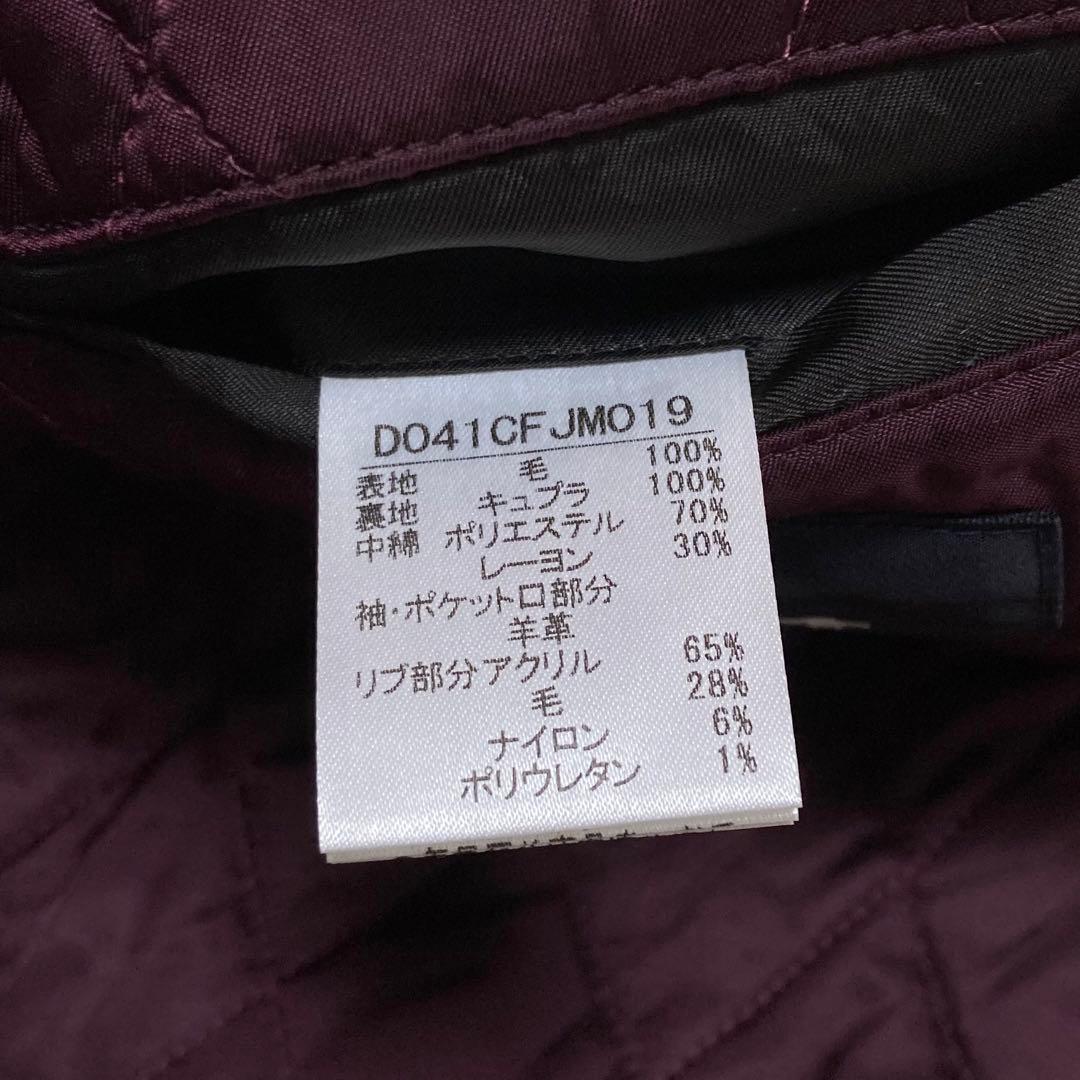 D041CFJM019
表地 毛 100%
裏地 キュプラ 100%
中綿 ポリエステル 70%
レーヨン 30%
袖・ポケット口部分
羊革
リブ部分アクリル 65%
毛 28%
ナイロン 6%
ポリウレタン 1%